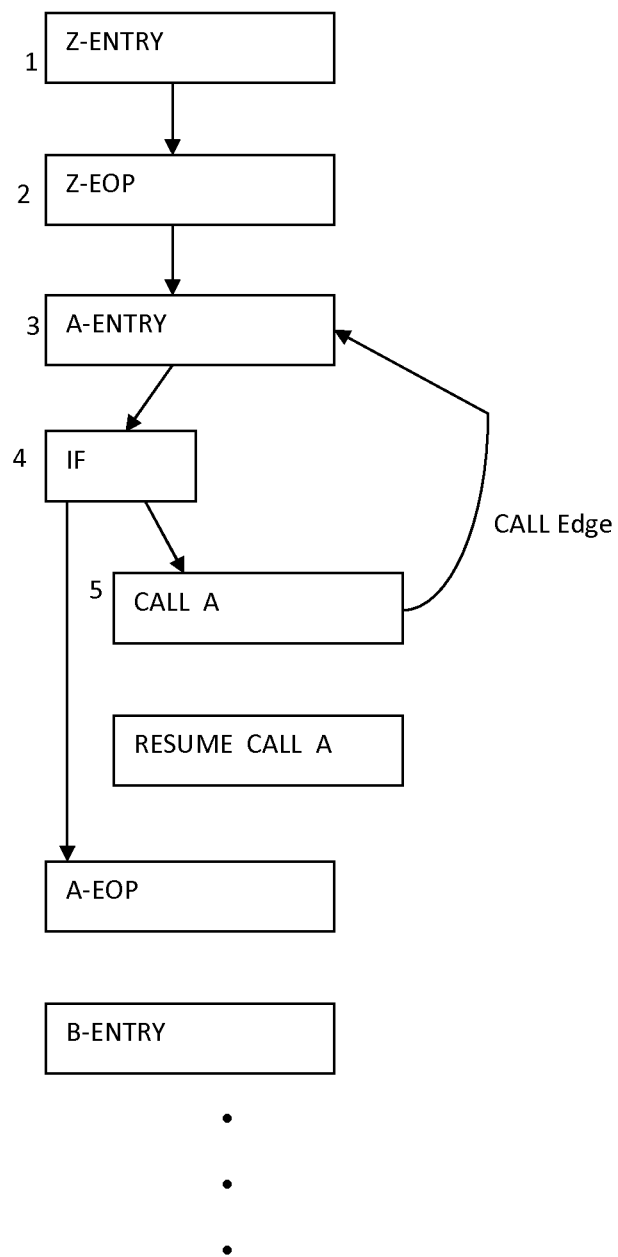 Z-ENTRY
1
Z-EOP
2
A-ENTRY
3
IF
4
CALL Edge
CALL A
5
RESUME CALL A
A-EOP
B-ENTRY